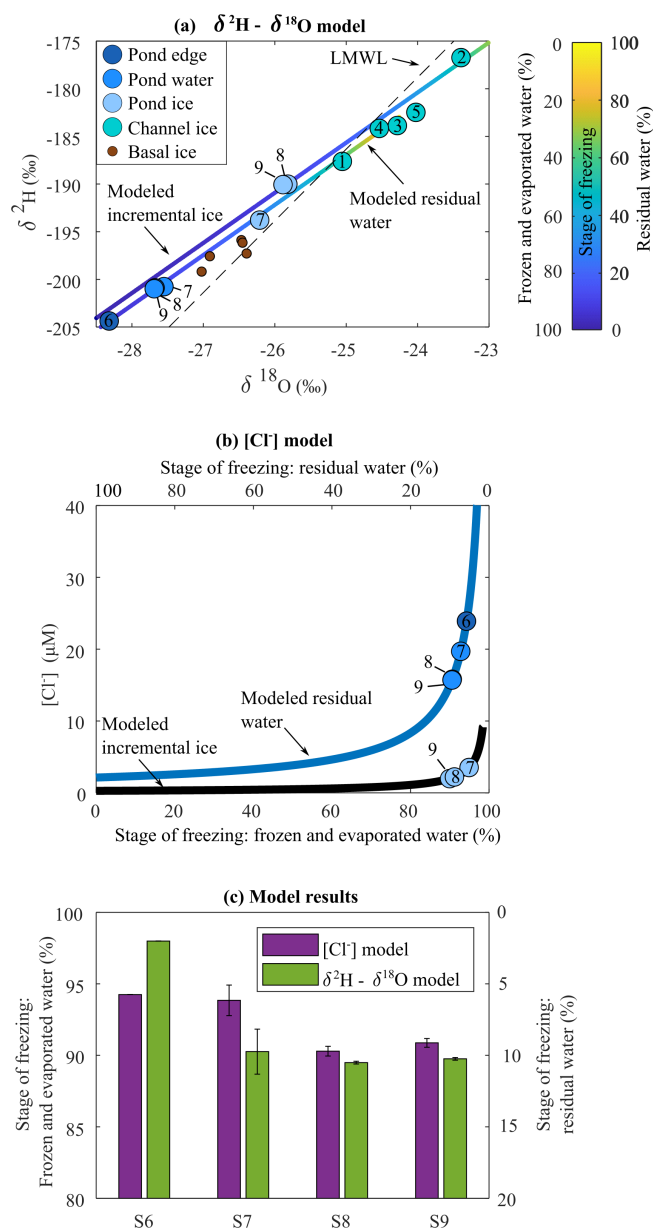 (a) δ ²H - δ ¹⁸O model
-175
-180
-185
-190
-195
-200
-205
δ ²H (‰)
Pond edge
Pond water
Pond ice
Channel ice
Basal ice
LMWL
2
5
4 3
1
8
9
7
Modeled
incremental ice
Modeled residual
water
7
8
9
6
-28 -27 -26 -25 -24 -23
δ ¹⁸O (‰)
Frozen and evaporated water (%)
0
20
40
60
80
100
Stage of freezing
100
80
60
40
20
0
Residual water (%)
(b) [Cl⁻] model
Stage of freezing: residual water (%)
100 80 60 40 20 0
40
30
20
10
0
[Cl⁻] (µM)
6
7
8
9
Modeled residual
water
Modeled
incremental ice
9
8
7
0 20 40 60 80 100
Stage of freezing: frozen and evaporated water (%)
(c) Model results
100
95
90
85
80
Stage of freezing:
Frozen and evaporated water (%)
[Cl⁻] model
δ²H - δ¹⁸O model
0
5
10
15
20
Stage of freezing:
residual water (%)
S6 S7 S8 S9